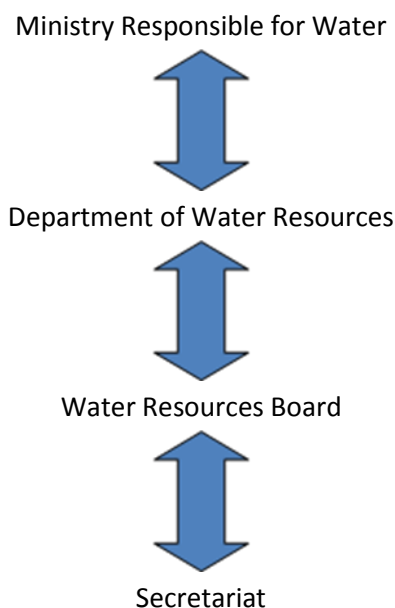 Ministry Responsible for Water
Department of Water Resources
Water Resources Board
Secretariat